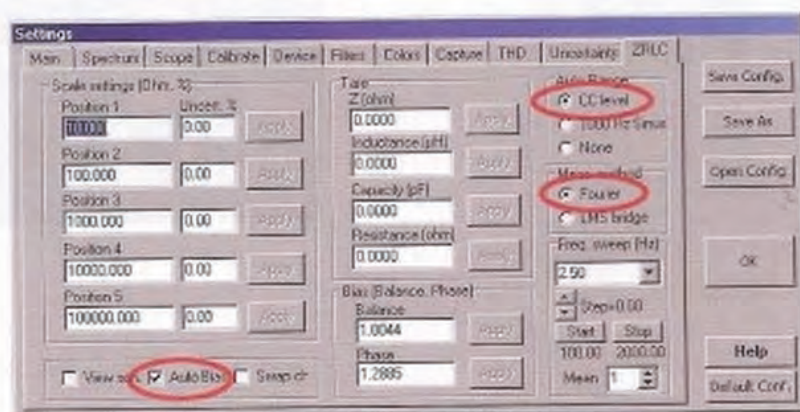 Settings
Main Spectrum Scope Calibrate Device Filters Colors Capture THD Uncertainty ZRLC
Scale settings (Ohm, %)
Position 1 Uncert. %
10.000 0.00 Apply
Position 2
100.000 0.00 Apply
Position 3
1000.000 0.00 Apply
Position 4
10000.000 0.00 Apply
Position 5
100000.000 0.00 Apply
View Auto Bias Swap ch
Tare
Z (ohm)
0.0000 Apply
Inductance (µH)
0.0000 Apply
Capacity (pF)
0.0000 Apply
Resistance (ohm)
0.0000 Apply
Bias (Balance, Phase)
Balance
1.0044 Apply
Phase
1.2885 Apply
Auto Range
CC level
1000 Hz Sinus
None
Meas. method
Fourier
LMS bridge
Freq. sweep (Hz)
2.50
Step=0.00
Start Stop
100.00 2000.00
Mean 1
Save Config.
Save As
Open Config.
OK
Help
Default Conf.